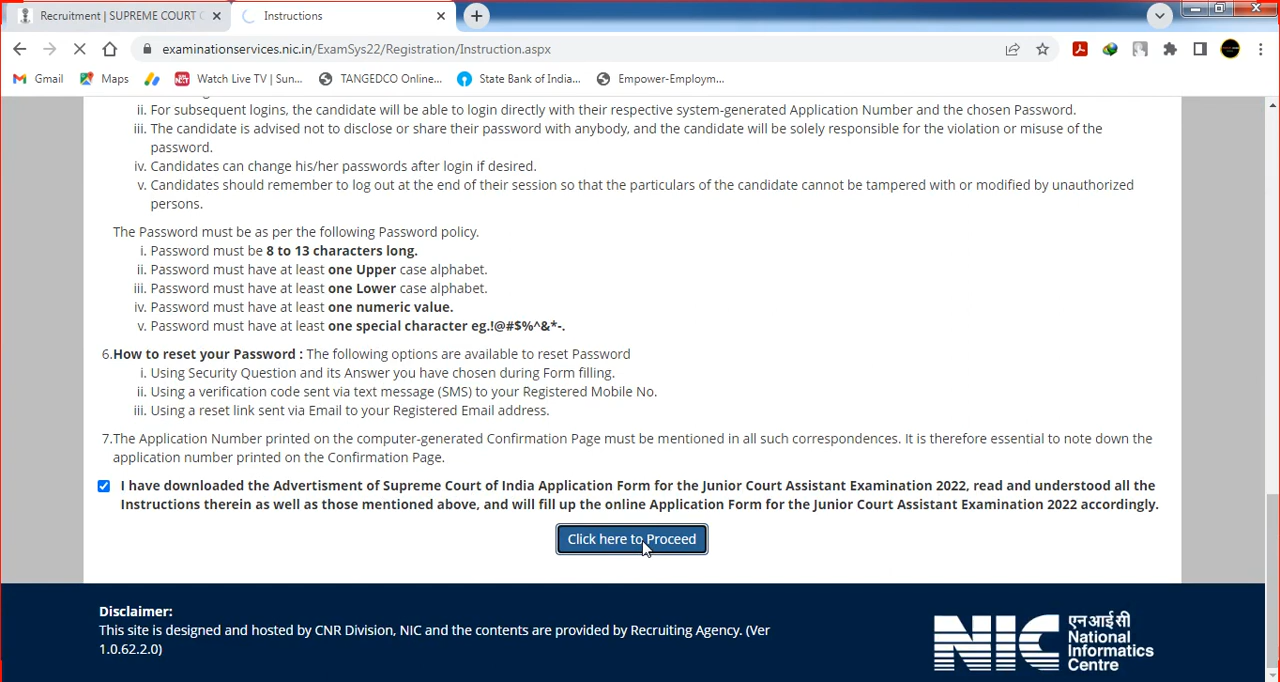 Recruitment | SUPREME COURT
Instructions
examinationservices.nic.in/ExamSys22/Registration/Instruction.aspx
Gmail Maps Watch Live TV | Sun... TANGEDCO Online... State Bank of India... Empower-Employm...
ii. For subsequent logins, the candidate will be able to login directly with their respective system-generated Application Number and the chosen Password.
iii. The candidate is advised not to disclose or share their password with anybody, and the candidate will be solely responsible for the violation or misuse of the
password.
iv. Candidates can change his/her passwords after login if desired.
v. Candidates should remember to log out at the end of their session so that the particulars of the candidate cannot be tampered with or modified by unauthorized
persons.
The Password must be as per the following Password policy.
i. Password must be 8 to 13 characters long.
ii. Password must have at least one Upper case alphabet.
iii. Password must have at least one Lower case alphabet.
iv. Password must have at least one numeric value.
v. Password must have at least one special character eg.!@#$%^&*-.
6.How to reset your Password : The following options are available to reset Password
i. Using Security Question and its Answer you have chosen during Form filling.
ii. Using a verification code sent via text message (SMS) to your Registered Mobile No.
iii. Using a reset link sent via Email to your Registered Email address.
7.The Application Number printed on the computer-generated Confirmation Page must be mentioned in all such correspondences. It is therefore essential to note down the
application number printed on the Confirmation Page.
I have downloaded the Advertisment of Supreme Court of India Application Form for the Junior Court Assistant Examination 2022, read and understood all the
Instructions therein as well as those mentioned above, and will fill up the online Application Form for the Junior Court Assistant Examination 2022 accordingly.
Click here to Proceed
Disclaimer:
This site is designed and hosted by CNR Division, NIC and the contents are provided by Recruiting Agency. (Ver
1.0.62.2.0)
NIC
एन आई सी
National
Informatics
Centre